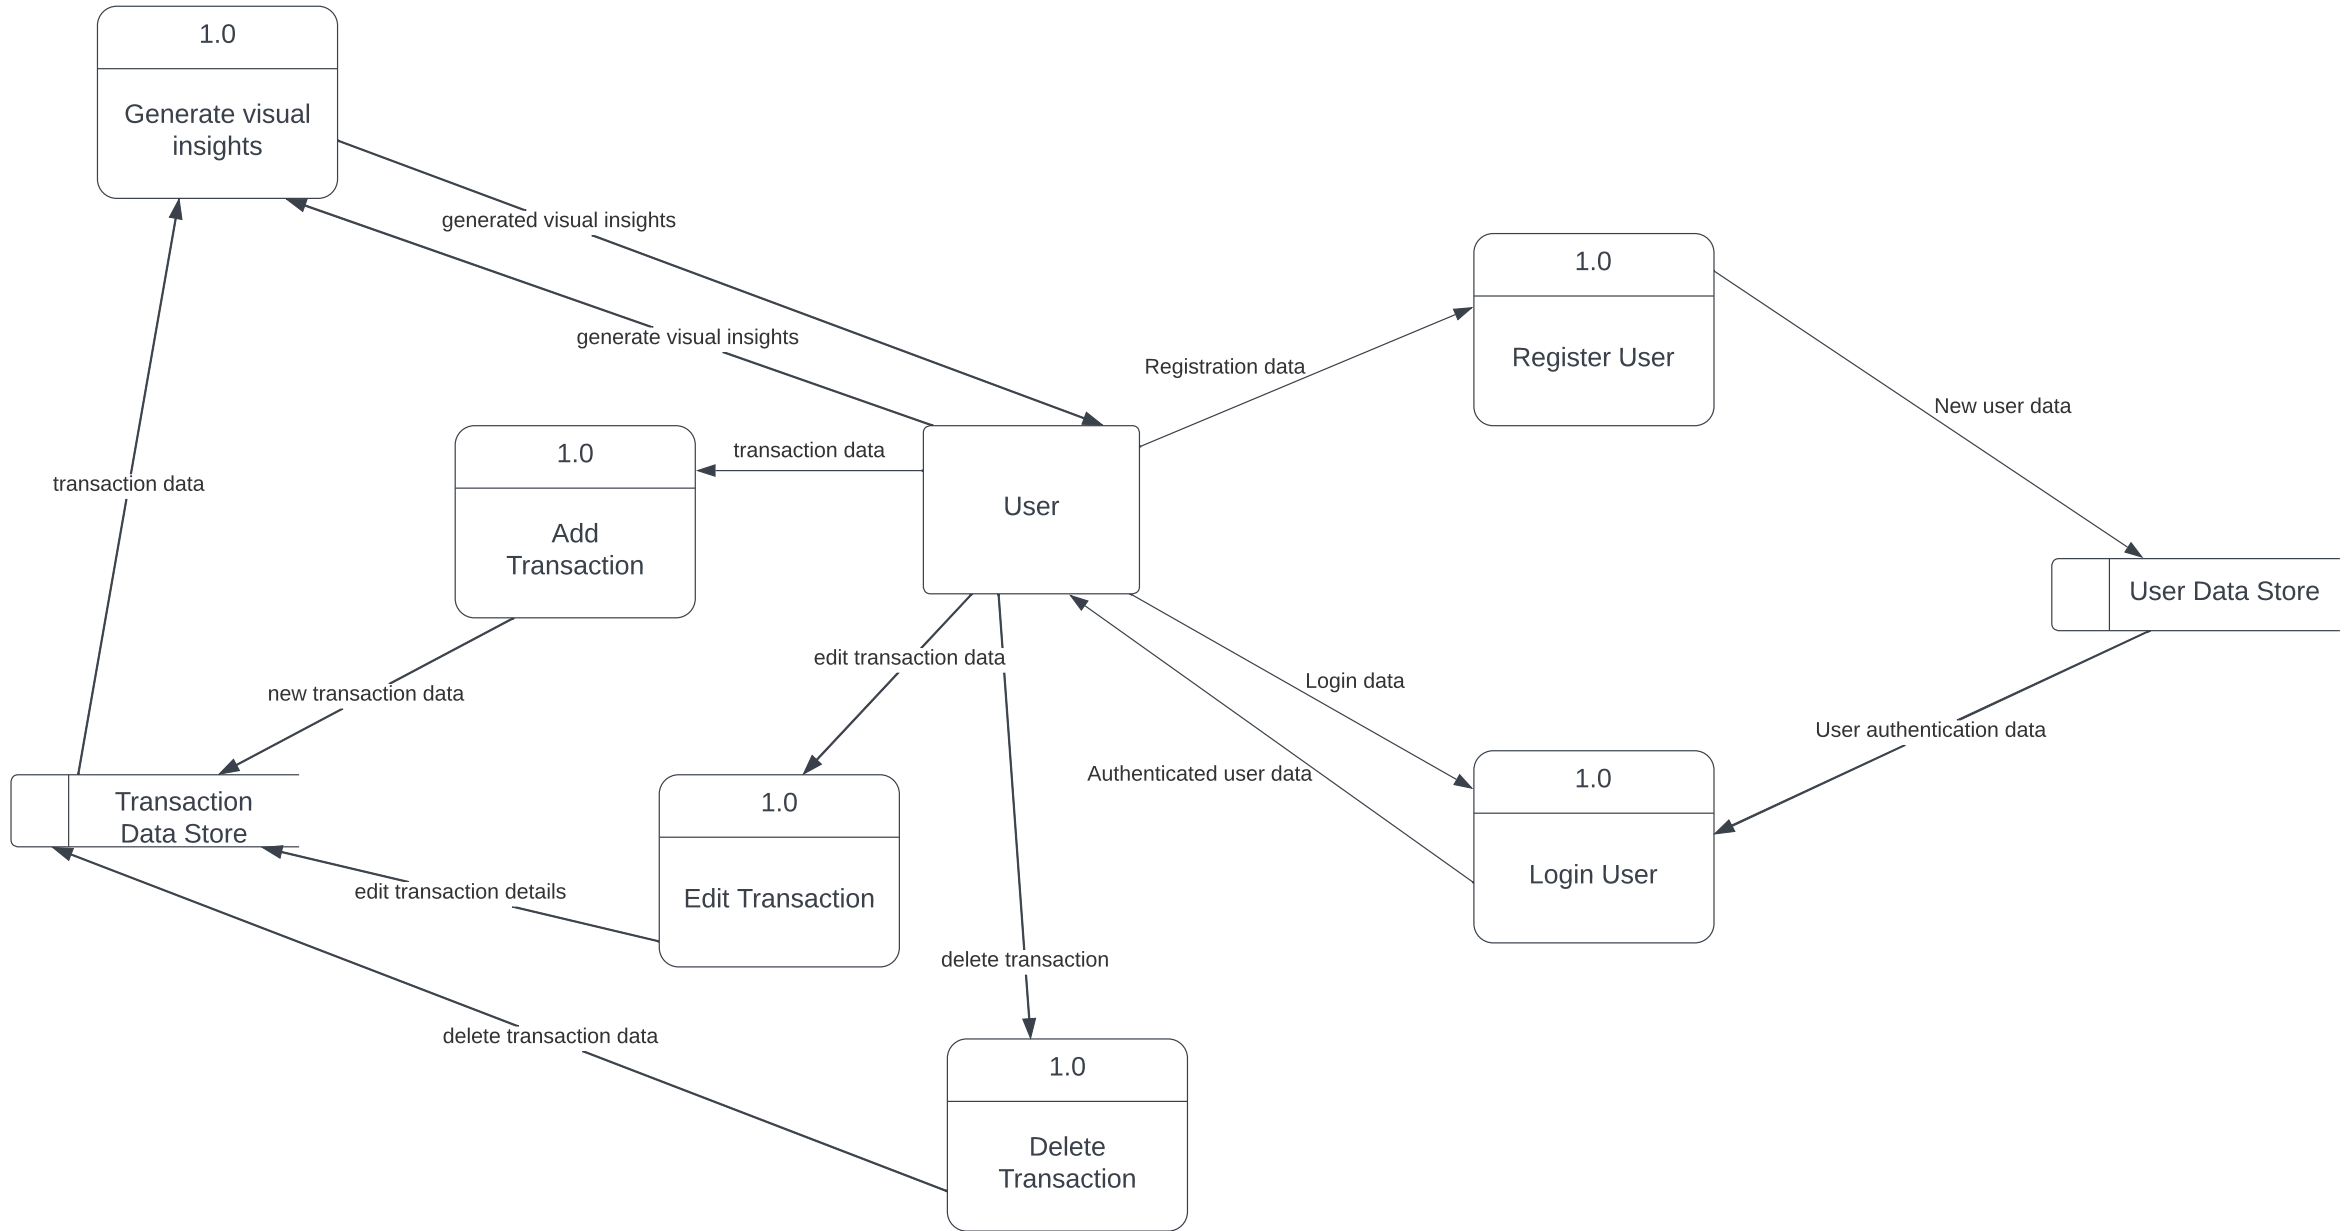 1.0
Generate visual
insights
generated visual insights
generate visual insights
1.0
Register User
Registration data
New user data
1.0
Add
Transaction
transaction data
User
transaction data
User Data Store
edit transaction data
Login data
new transaction data
User authentication data
Authenticated user data
Transaction
Data Store
1.0
Edit Transaction
1.0
Login User
edit transaction details
delete transaction
delete transaction data
1.0
Delete
Transaction